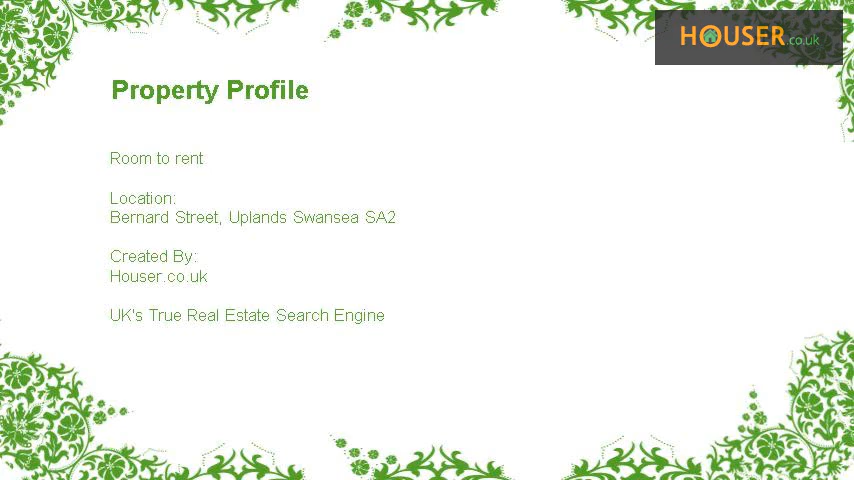 HOUSER.co.uk
Property Profile
Room to rent
Location:
Bernard Street, Uplands Swansea SA2
Created By:
Houser.co.uk
UK's True Real Estate Search Engine